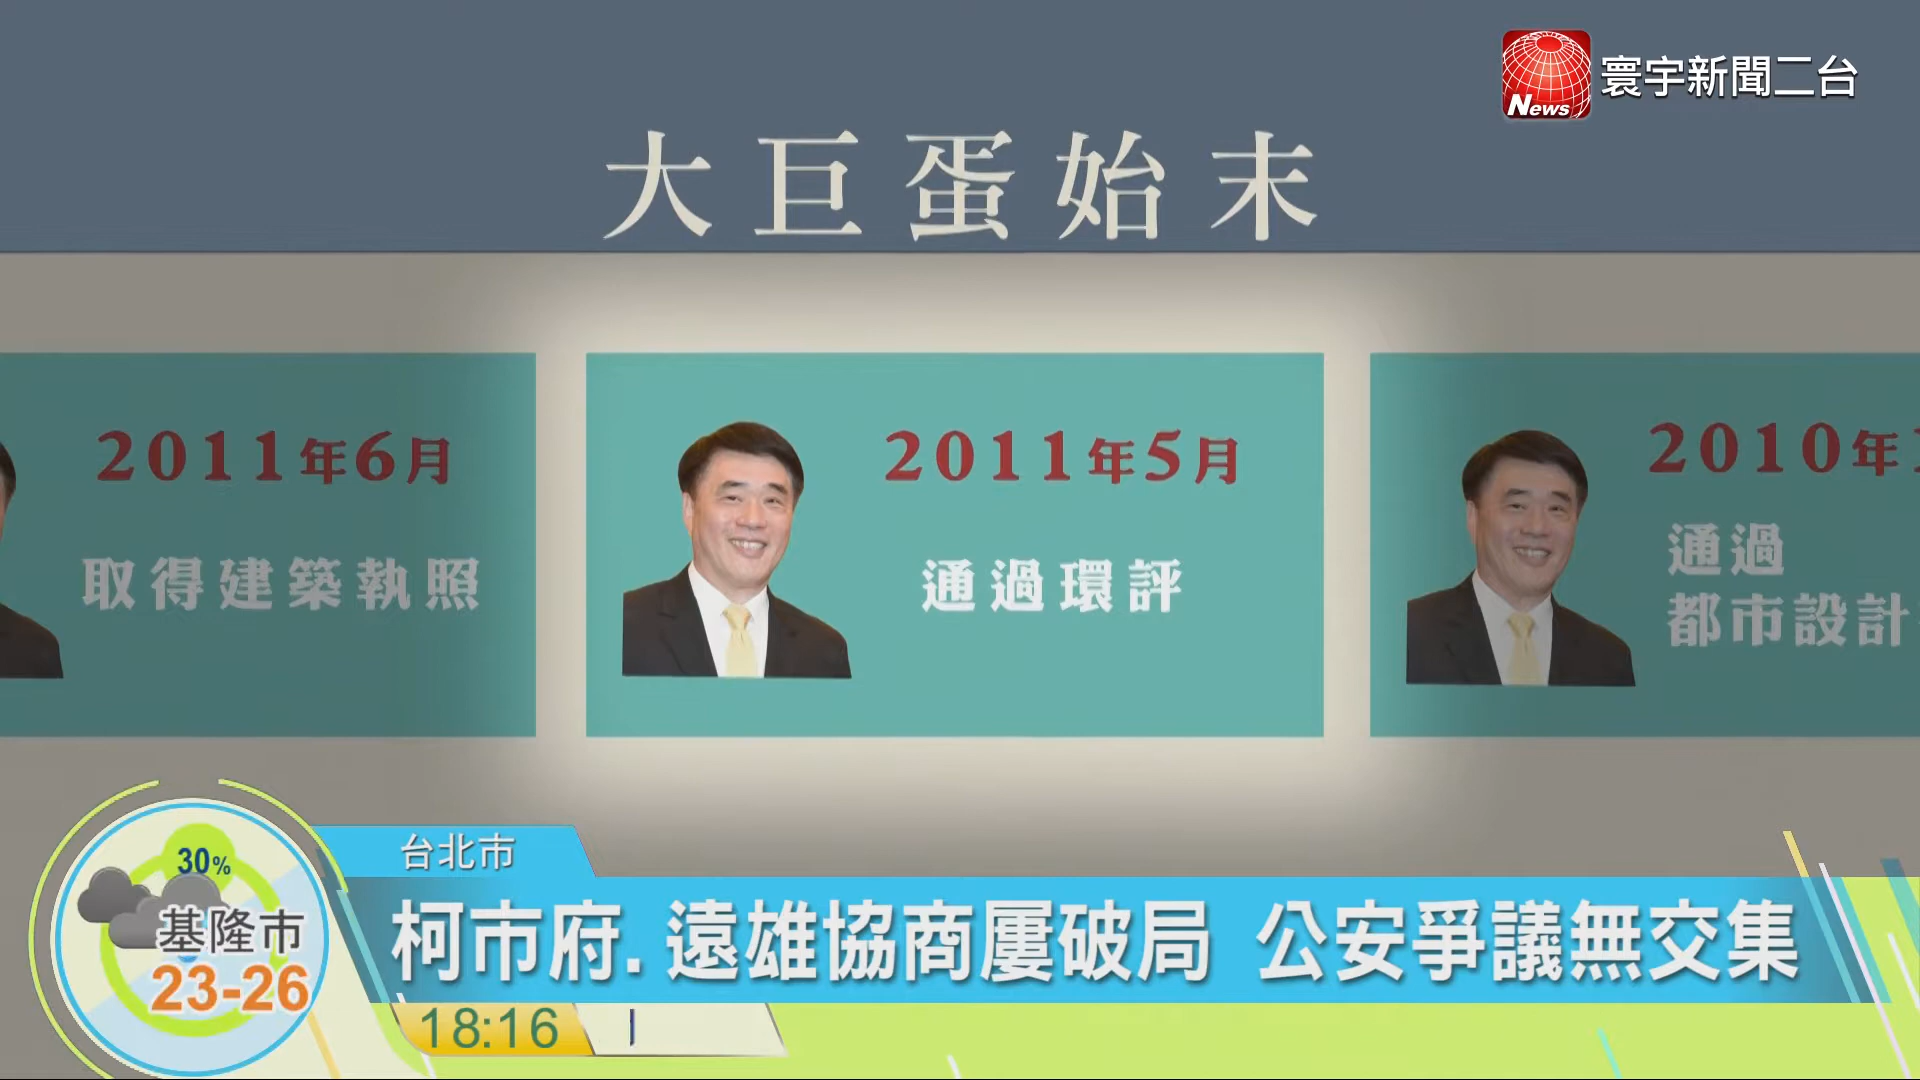 News
寰宇新聞二台
大巨蛋始末
2011年6月
取得建築執照
2011年5月
通過環評
2010年
通過
都市設計
30%
基隆市
23-26
台北市
柯市府.遠雄協商屢破局 公安爭議無交集
18:16